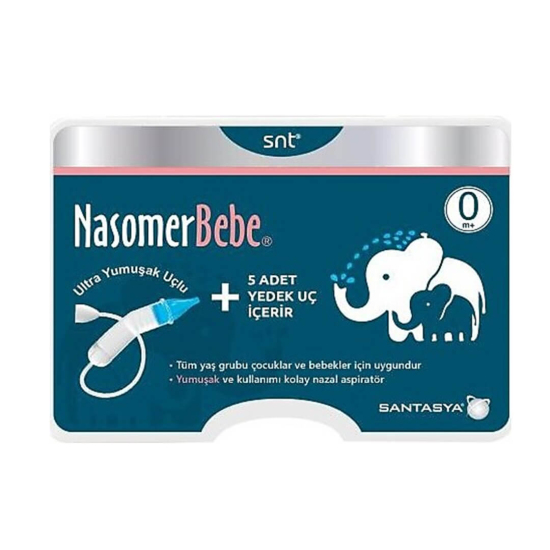 snt®
NasomerBebe®
0
m+
Ultra Yumuşak Uçlu
+
5 ADET
YEDEK UÇ
İÇERİR
• Tüm yaş grubu çocuklar ve bebekler için uygundur
• Yumuşak ve kullanımı kolay nazal aspiratör
SANTASYA